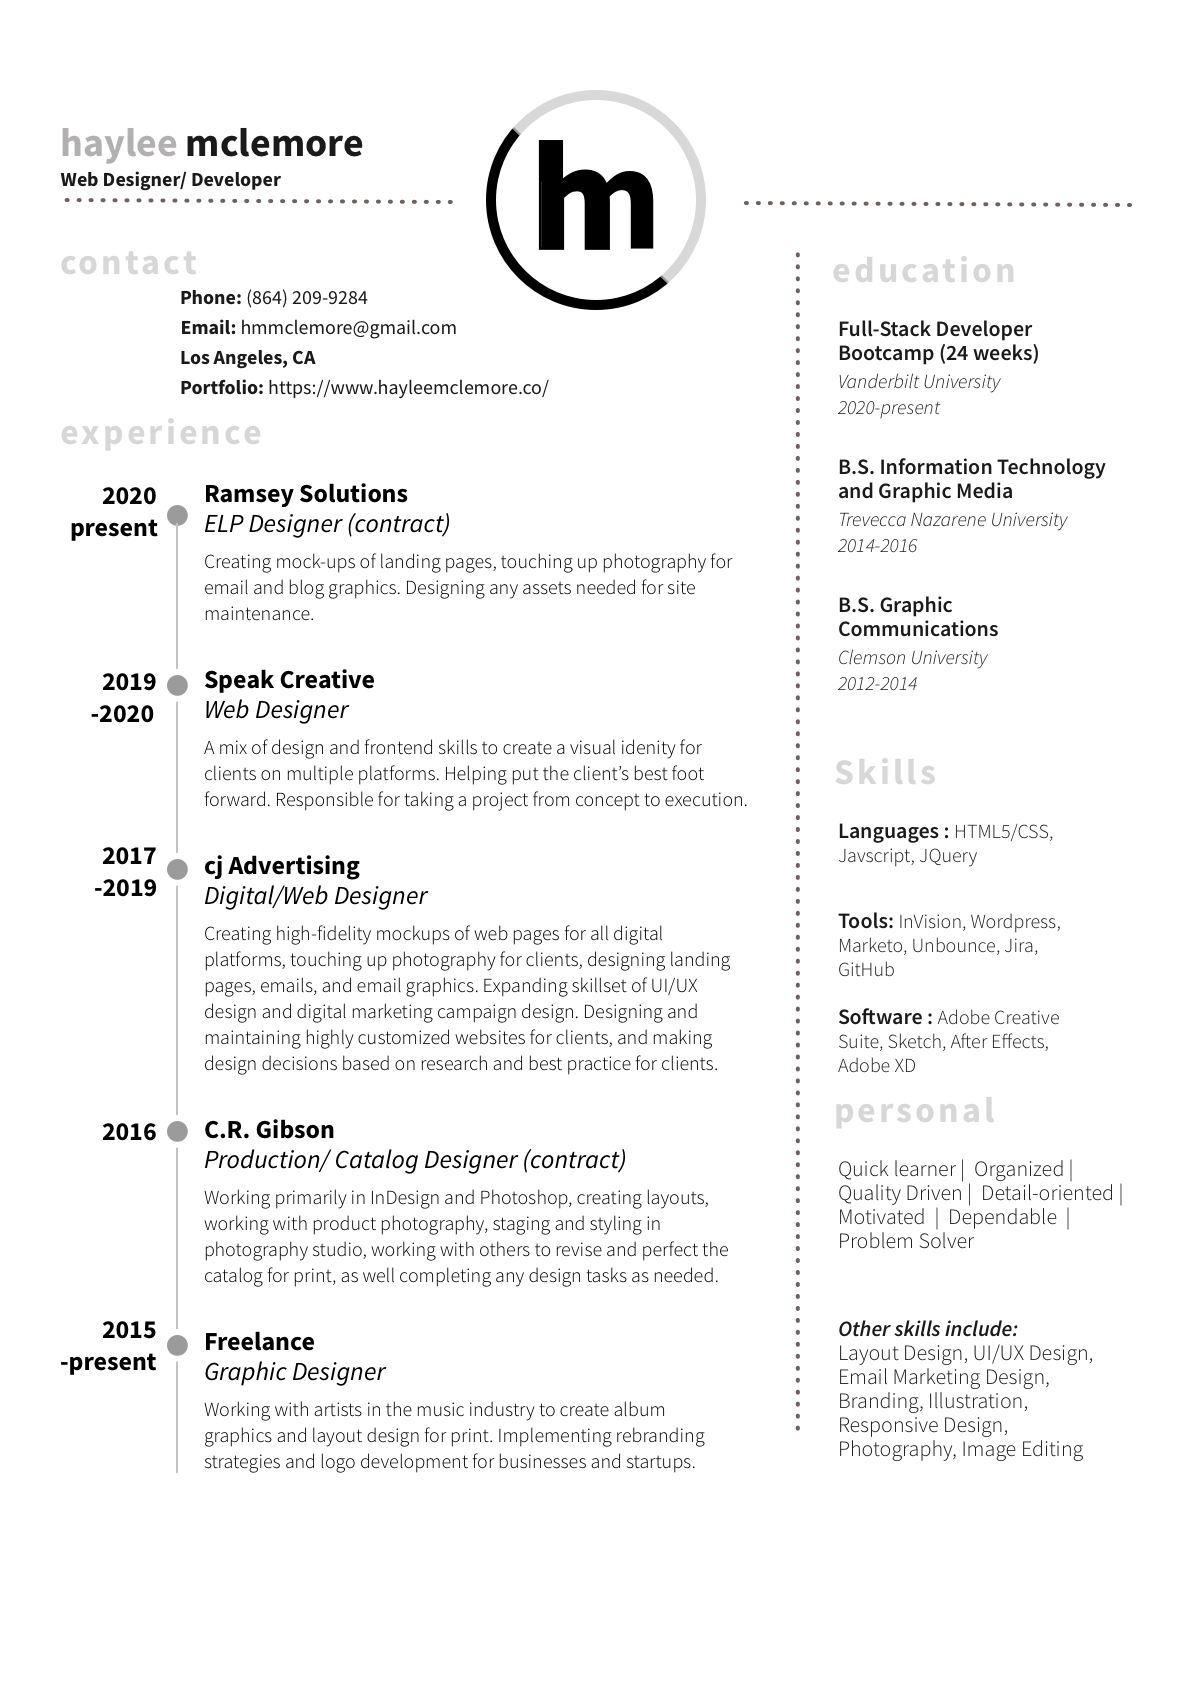 haylee mclemore
Web Designer/ Developer
hm
contact
Phone: (864) 209-9284
Email: hmmclemore@gmail.com
Los Angeles, CA
Portfolio: https://www.hayleemclemore.co/
experience
2020
present
Ramsey Solutions
ELP Designer (contract)
Creating mock-ups of landing pages, touching up photography for
email and blog graphics. Designing any assets needed for site
maintenance.
2019
-2020
Speak Creative
Web Designer
A mix of design and frontend skills to create a visual idenity for
clients on multiple platforms. Helping put the client’s best foot
forward. Responsible for taking a project from concept to execution.
2017
-2019
cj Advertising
Digital/Web Designer
Creating high-fidelity mockups of web pages for all digital
platforms, touching up photography for clients, designing landing
pages, emails, and email graphics. Expanding skillset of UI/UX
design and digital marketing campaign design. Designing and
maintaining highly customized websites for clients, and making
design decisions based on research and best practice for clients.
2016
C.R. Gibson
Production/ Catalog Designer (contract)
Working primarily in InDesign and Photoshop, creating layouts,
working with product photography, staging and styling in
photography studio, working with others to revise and perfect the
catalog for print, as well completing any design tasks as needed.
2015
-present
Freelance
Graphic Designer
Working with artists in the music industry to create album
graphics and layout design for print. Implementing rebranding
strategies and logo development for businesses and startups.
education
Full-Stack Developer
Bootcamp (24 weeks)
Vanderbilt University
2020-present
B.S. Information Technology
and Graphic Media
Trevecca Nazarene University
2014-2016
B.S. Graphic
Communications
Clemson University
2012-2014
Skills
Languages : HTML5/CSS,
Javscript, JQuery
Tools: InVision, Wordpress,
Marketo, Unbounce, Jira,
GitHub
Software : Adobe Creative
Suite, Sketch, After Effects,
Adobe XD
personal
Quick learner | Organized |
Quality Driven | Detail-oriented |
Motivated | Dependable |
Problem Solver
Other skills include:
Layout Design, UI/UX Design,
Email Marketing Design,
Branding, Illustration,
Responsive Design,
Photography, Image Editing